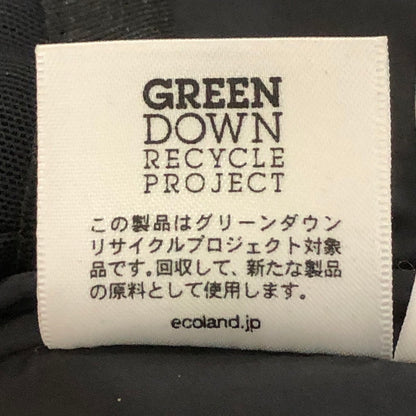 GREEN
DOWN
RECYCLE
PROJECT
この製品はグリーンダウン
リサイクルプロジェクト対象
品です。回収して、新たな製品
の原料として使用します。
ecoland.jp